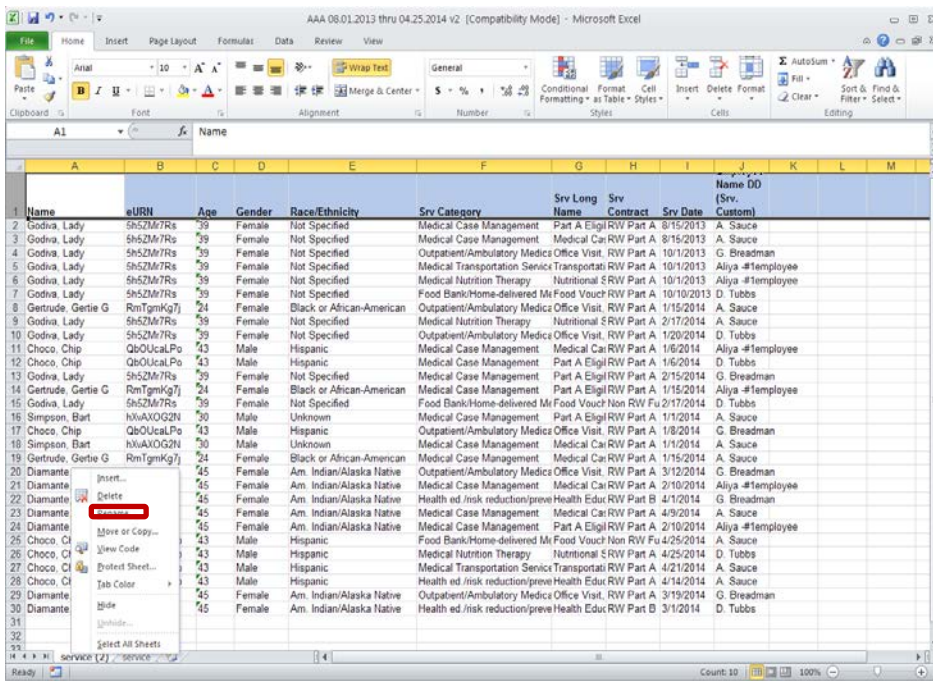 AAA 08.01.2013 thru 04.25.2014 v2 [Compatibility Mode] - Microsoft Excel
File Home Insert Page Layout Formulas Data Review View
Paste Arial 10 A A Wrap Text General Conditional Formatting Format as Table Cell Styles Insert Delete Format Σ AutoSum Fill Clear Sort & Filter Find & Select
B I U A Merge & Center $ % ,
Clipboard Font Alignment Number Styles Cells Editing
A1 fx Name
A B C D E F G H I J K L M
1 Name eURN Age Gender Race/Ethnicity Srv Category Srv Long Name Srv Contract Srv Date Name DD (Srv. Custom)
2 Godiva, Lady 5h5ZMr7Rs 39 Female Not Specified Medical Case Management Part A Eligil RW Part A 8/15/2013 A. Sauce
3 Godiva, Lady 5h5ZMr7Rs 39 Female Not Specified Medical Case Management Medical Ca: RW Part A 8/15/2013 A. Sauce
4 Godiva, Lady 5h5ZMr7Rs 39 Female Not Specified Outpatient/Ambulatory Medica Office Visit, RW Part A 10/1/2013 G. Breadman
5 Godiva, Lady 5h5ZMr7Rs 39 Female Not Specified Medical Transportation Service Transportati RW Part A 10/1/2013 Aliya -#1employee
6 Godiva, Lady 5h5ZMr7Rs 39 Female Not Specified Medical Nutrition Therapy Nutritional S RW Part A 10/1/2013 Aliya -#1employee
7 Godiva, Lady 5h5ZMr7Rs 39 Female Not Specified Food Bank/Home-delivered Me Food Vouch RW Part A 10/10/2013 D. Tubbs
8 Gertrude, Gertie G RmTgmKg7j 24 Female Black or African-American Outpatient/Ambulatory Medica Office Visit, RW Part A 1/15/2014 A. Sauce
9 Godiva, Lady 5h5ZMr7Rs 39 Female Not Specified Medical Nutrition Therapy Nutritional S RW Part A 2/17/2014 A. Sauce
10 Godiva, Lady 5h5ZMr7Rs 39 Female Not Specified Outpatient/Ambulatory Medica Office Visit, RW Part A 1/20/2014 D. Tubbs
11 Choco, Chip QbOUcaLPo 43 Male Hispanic Medical Case Management Medical Ca: RW Part A 1/6/2014 Aliya -#1employee
12 Choco, Chip QbOUcaLPo 43 Male Hispanic Medical Case Management Part A Eligil RW Part A 1/6/2014 D. Tubbs
13 Godiva, Lady 5h5ZMr7Rs 39 Female Not Specified Medical Case Management Part A Eligil RW Part A 2/15/2014 G. Breadman
14 Gertrude, Gertie G RmTgmKg7j 24 Female Black or African-American Medical Case Management Part A Eligil RW Part A 1/15/2014 Aliya -#1employee
15 Godiva, Lady 5h5ZMr7Rs 39 Female Not Specified Food Bank/Home-delivered Me Food Vouch Non RW Fu 2/17/2014 D. Tubbs
16 Simpson, Bart hXvAXOG2N 30 Male Unknown Medical Case Management Part A Eligil RW Part A 1/1/2014 A. Sauce
17 Choco, Chip QbOUcaLPo 43 Male Hispanic Outpatient/Ambulatory Medica Office Visit, RW Part A 1/8/2014 G. Breadman
18 Simpson, Bart hXvAXOG2N 30 Male Unknown Medical Case Management Medical Ca: RW Part A 1/1/2014 A. Sauce
19 Gertrude, Gertie G RmTgmKg7j 24 Female Black or African-American Medical Case Management Medical Ca: RW Part A 1/15/2014 A. Sauce
20 Diamante 45 Female Am. Indian/Alaska Native Outpatient/Ambulatory Medica Office Visit, RW Part A 3/12/2014 G. Breadman
21 Diamante 45 Female Am. Indian/Alaska Native Medical Case Management Medical Ca: RW Part A 2/10/2014 Aliya -#1employee
22 Diamante 45 Female Am. Indian/Alaska Native Health ed./risk reduction/preve Health Educ RW Part B 4/1/2014 G. Breadman
23 Diamante 45 Female Am. Indian/Alaska Native Medical Case Management Medical Ca: RW Part A 4/9/2014 A. Sauce
24 Diamante 45 Female Am. Indian/Alaska Native Medical Case Management Part A Eligil RW Part A 2/10/2014 Aliya -#1employee
25 Choco, Cl 43 Male Hispanic Food Bank/Home-delivered Me Food Vouch Non RW Fu 4/25/2014 A. Sauce
26 Choco, Cl 43 Male Hispanic Medical Nutrition Therapy Nutritional S RW Part A 4/25/2014 D. Tubbs
27 Choco, Cl 43 Male Hispanic Medical Transportation Service Transportati RW Part A 4/21/2014 A. Sauce
28 Choco, Cl 43 Male Hispanic Health ed./risk reduction/preve Health Educ RW Part A 4/14/2014 A. Sauce
29 Diamante 45 Female Am. Indian/Alaska Native Outpatient/Ambulatory Medica Office Visit, RW Part A 3/19/2014 G. Breadman
30 Diamante 45 Female Am. Indian/Alaska Native Health ed./risk reduction/preve Health Educ RW Part B 3/1/2014 D. Tubbs
31
32
33
Insert...
Delete
Rename
Move or Copy...
View Code
Protect Sheet...
Tab Color
Hide
Unhide...
Select All Sheets
service (2) service
Ready Count: 10 100%